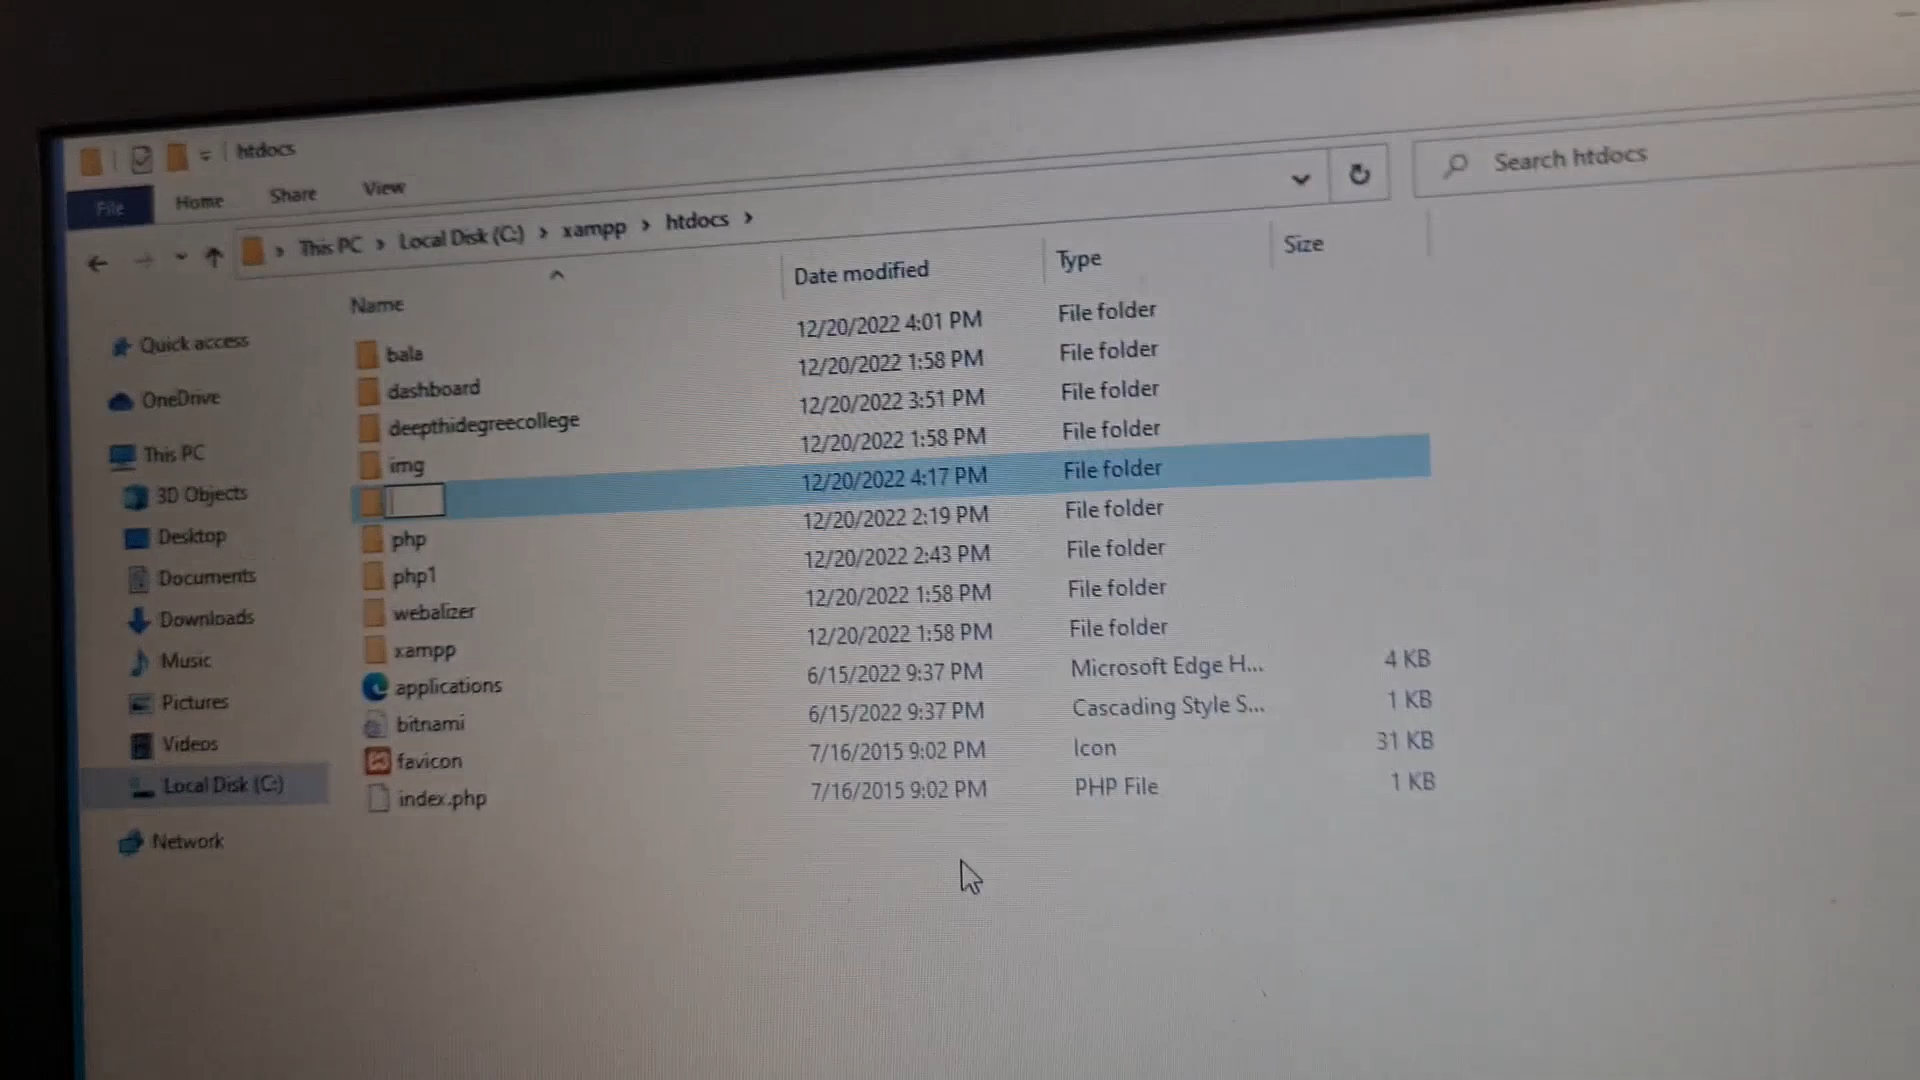 htdocs
File Home Share View
This PC Local Disk (C:) xampp htdocs
Search htdocs
Name Date modified Type Size
Quick access
OneDrive
This PC
3D Objects
Desktop
Documents
Downloads
Music
Pictures
Videos
Local Disk (C:)
Network
bala 12/20/2022 4:01 PM File folder
dashboard 12/20/2022 1:58 PM File folder
deepthidegreecollege 12/20/2022 3:51 PM File folder
img 12/20/2022 1:58 PM File folder
12/20/2022 4:17 PM File folder
php 12/20/2022 2:19 PM File folder
php1 12/20/2022 2:43 PM File folder
webalizer 12/20/2022 1:58 PM File folder
xampp 12/20/2022 1:58 PM File folder
applications 6/15/2022 9:37 PM Microsoft Edge H... 4 KB
bitnami 6/15/2022 9:37 PM Cascading Style S... 1 KB
favicon 7/16/2015 9:02 PM Icon 31 KB
index.php 7/16/2015 9:02 PM PHP File 1 KB